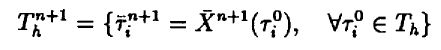 $T_h^{n+1} = \{\bar{\tau}_i^{n+1} = \bar{X}^{n+1}(\tau_i^0), \quad \forall \tau_i^0 \in T_h\}$